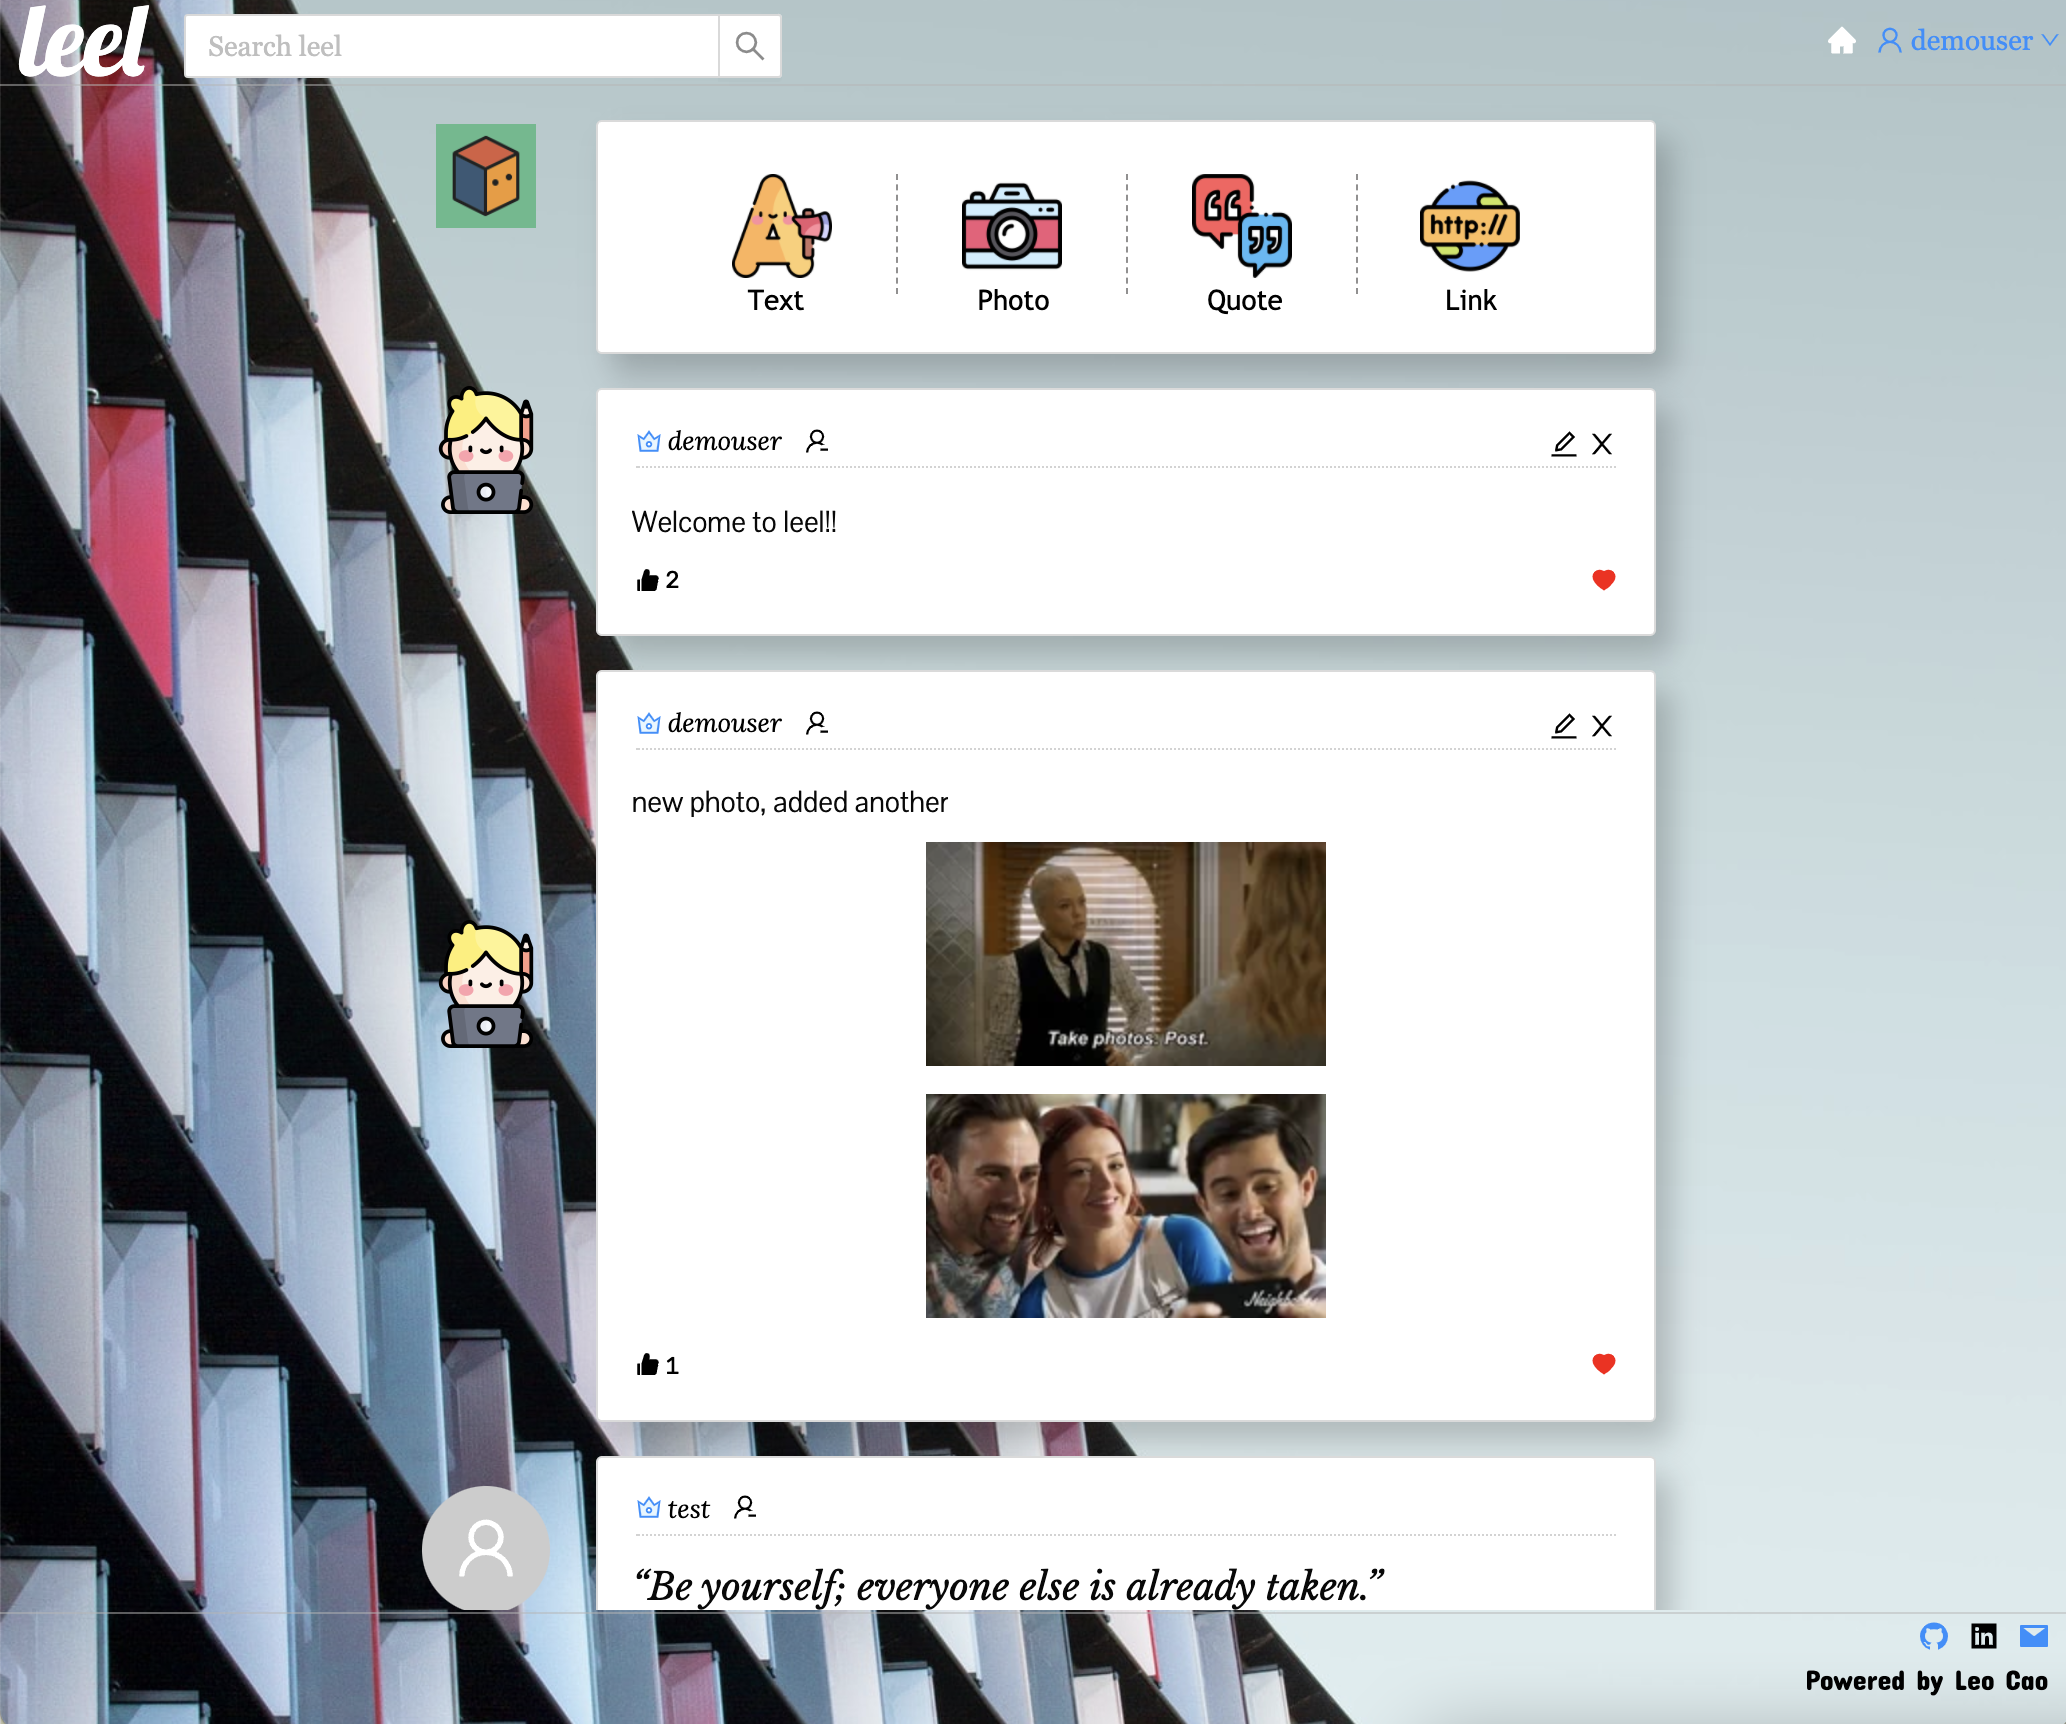 leel
Search leel
demouser
Text
Photo
Quote
http://
Link
demouser
Welcome to leel!!
2
demouser
new photo, added another
Take photos. Post.
1
test
“Be yourself; everyone else is already taken.”
in
Powered by Leo Cao